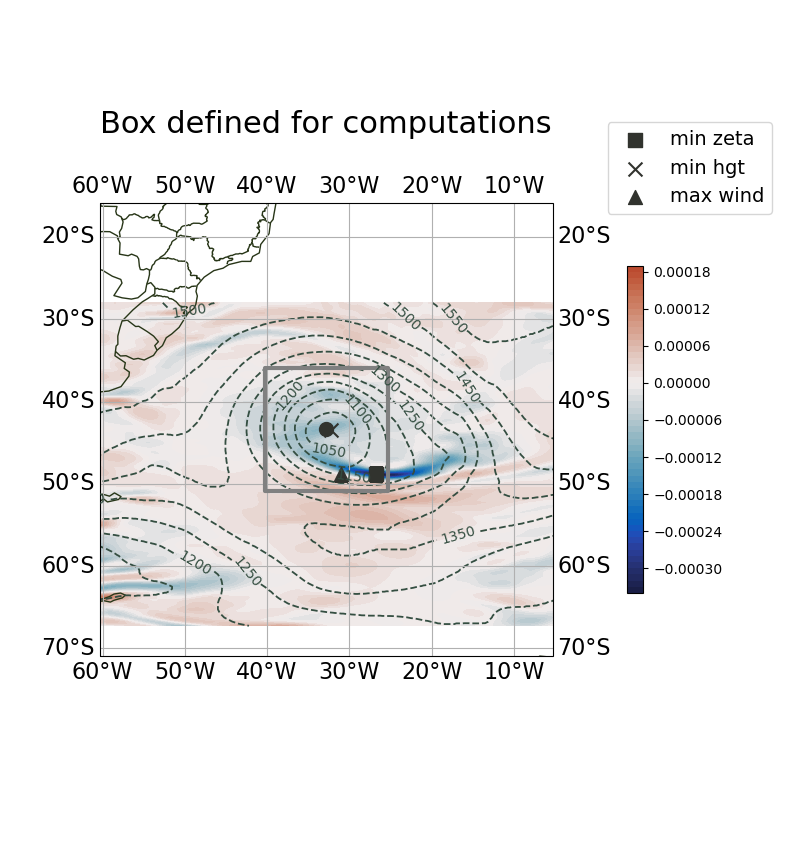 Box defined for computations
min zeta
min hgt
max wind
60°W 50°W 40°W 30°W 20°W 10°W
20°S 20°S
30°S 30°S
40°S 40°S
50°S 50°S
60°S 60°S
70°S 70°S
60°W 50°W 40°W 30°W 20°W 10°W
1500
1500
1550
1300
1450
1200
1100
1250
1050
1350
1200
1250
0.00018
0.00012
0.00006
0.00000
−0.00006
−0.00012
−0.00018
−0.00024
−0.00030